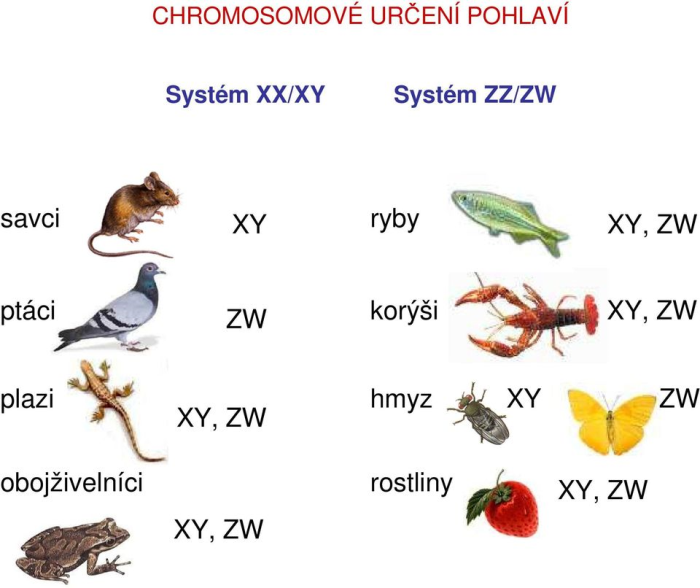 CHROMOSOMOVÉ URČENÍ POHLAVÍ
Systém XX/XY
Systém ZZ/ZW
savci
XY
ryby
XY, ZW
ptáci
ZW
korýši
XY, ZW
plazi
XY, ZW
hmyz
XY
ZW
obojživelníci
XY, ZW
rostliny
XY, ZW